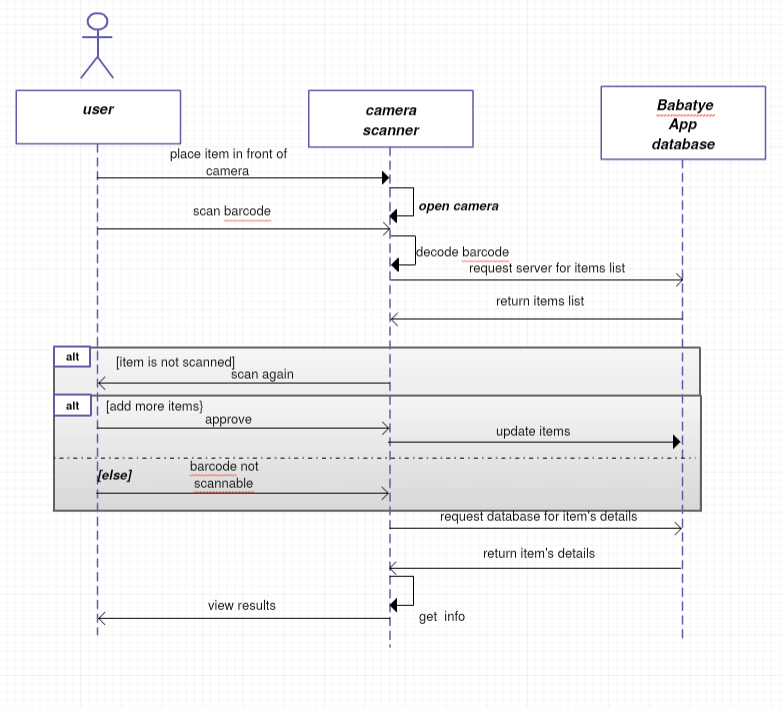 user
camera
scanner
Babatye
App
database
place item in front of
camera
open camera
scan barcode
decode barcode
request server for items list
return items list
alt
[item is not scanned]
scan again
alt
[add more items}
approve
update items
[else]
barcode not
scannable
request database for item's details
return item's details
view results
get info